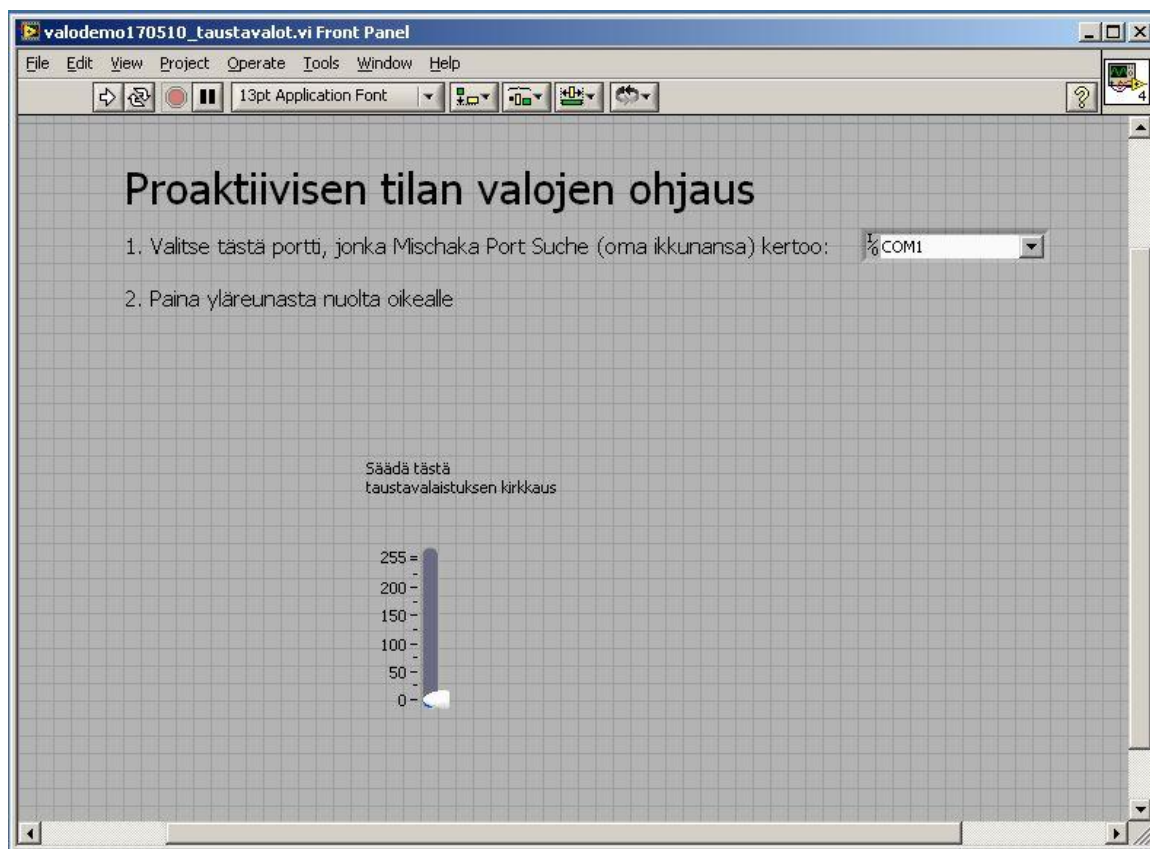 valodemo170510_taustavalot.vi Front Panel
File Edit View Project Operate Tools Window Help
13pt Application Font
4
Proaktiivisen tilan valojen ohjaus
1. Valitse tästä portti, jonka Mischaka Port Suche (oma ikkunansa) kertoo:
COM1
2. Paina yläreunasta nuolta oikealle
Säädä tästä
taustavalaistuksen kirkkaus
255
200
150
100
50
0